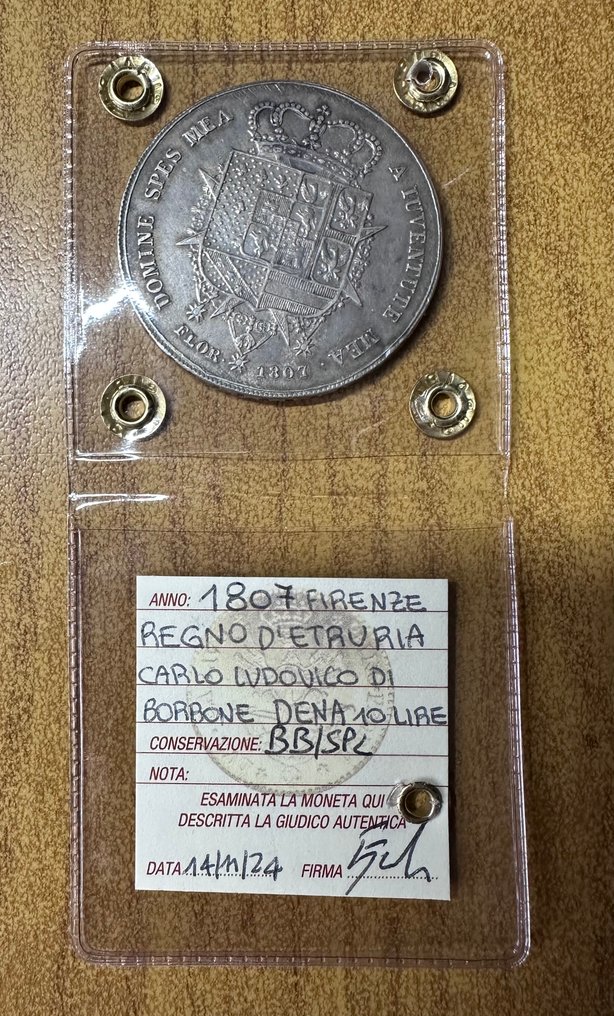 DOMINE SPES MEA A IUVENTUTE MEA
FLOR. * 1807 ·
ANNO: 1807 FIRENZE
REGNO D'ETRURIA
CARLO LUDOVICO DI
BORBONE DENA 10 LIRE
CONSERVAZIONE: BB/SPL
NOTA:
ESAMINATA LA MONETA QUI
DESCRITTA LA GIUDICO AUTENTICA
DATA 14/11/24 FIRMA